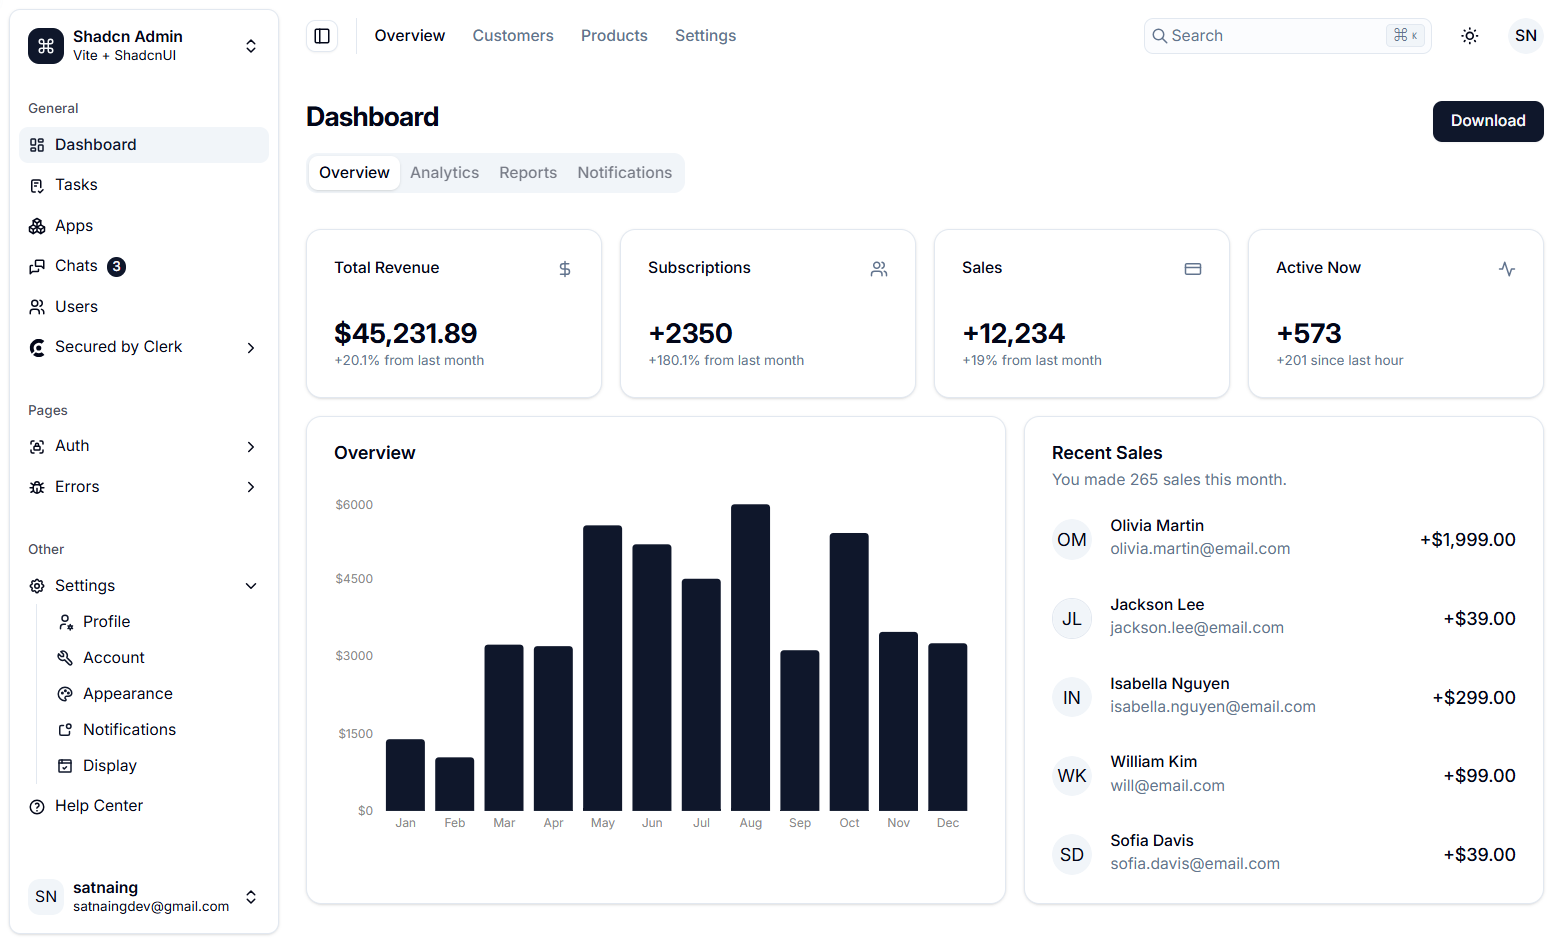 Shadcn Admin
Vite + ShadcnUI
General
Dashboard
Tasks
Apps
Chats 3
Users
Secured by Clerk
Pages
Auth
Errors
Other
Settings
Profile
Account
Appearance
Notifications
Display
Help Center
SN
satnaing
satnaingdev@gmail.com
Overview Customers Products Settings
Search ⌘ K
SN
Dashboard
Download
Overview Analytics Reports Notifications
Total Revenue
$45,231.89
+20.1% from last month
Subscriptions
+2350
+180.1% from last month
Sales
+12,234
+19% from last month
Active Now
+573
+201 since last hour
Overview
$6000
$4500
$3000
$1500
$0
Jan Feb Mar Apr May Jun Jul Aug Sep Oct Nov Dec
Recent Sales
You made 265 sales this month.
OM
Olivia Martin
olivia.martin@email.com
+$1,999.00
JL
Jackson Lee
jackson.lee@email.com
+$39.00
IN
Isabella Nguyen
isabella.nguyen@email.com
+$299.00
WK
William Kim
will@email.com
+$99.00
SD
Sofia Davis
sofia.davis@email.com
+$39.00